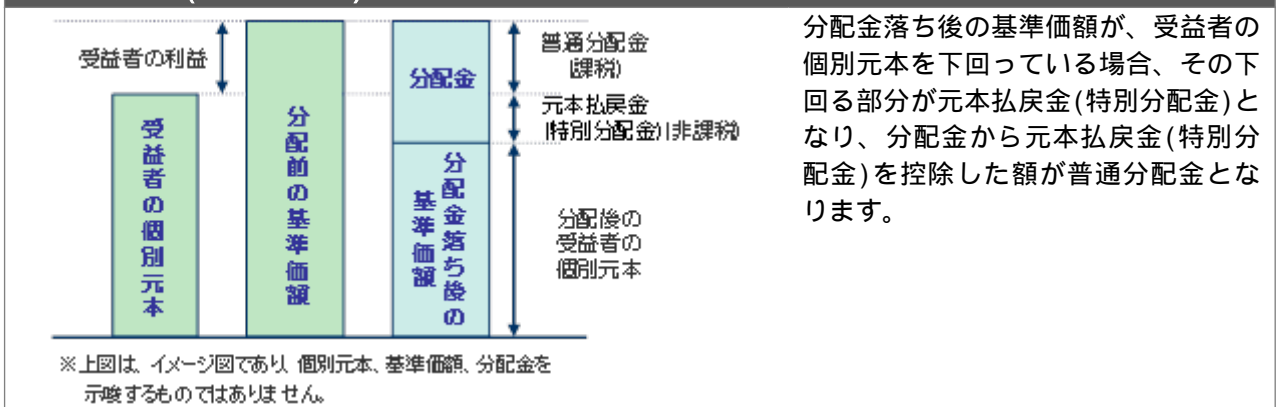 受益者の利益
受益者の個別元本
分配前の基準価額
分配金
分配金落ち後の
基準価額
普通分配金
(課税)
元本払戻金
(特別分配金)(非課税)
分配後の
受益者の
個別元本
※上図は、イメージ図であり、個別元本、基準価額、分配金を
示唆するものではありません。
分配金落ち後の基準価額が、受益者の
個別元本を下回っている場合、その下
回る部分が元本払戻金(特別分配金)と
なり、分配金から元本払戻金(特別分
配金)を控除した額が普通分配金とな
ります。